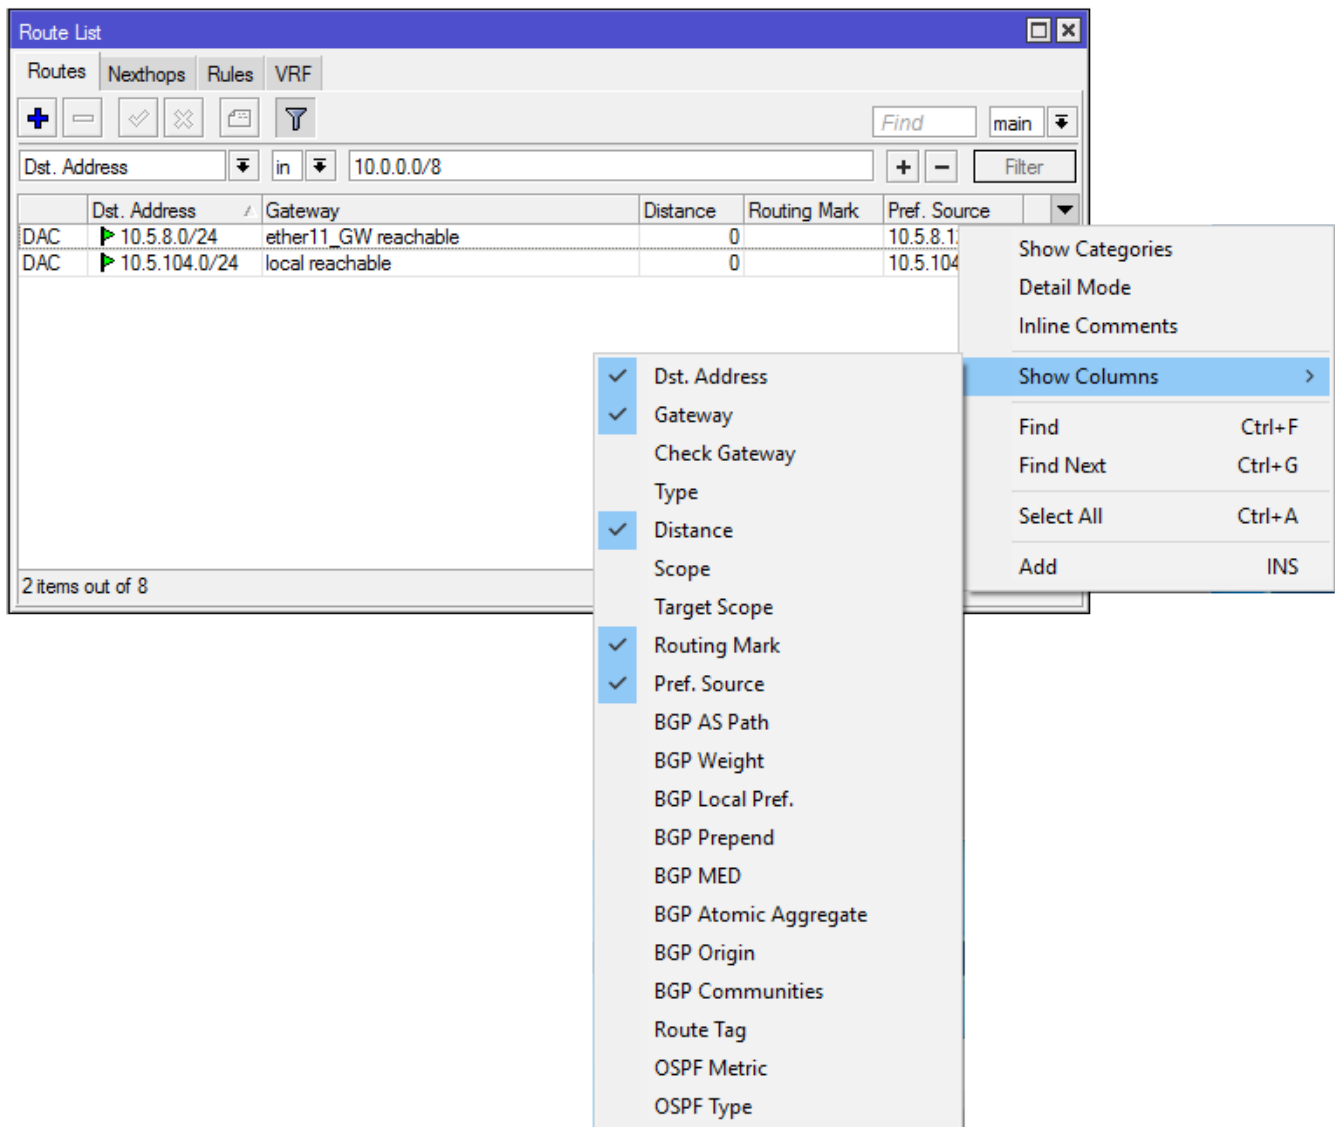 Route List
Routes Nexthops Rules VRF
Find main
Dst. Address in 10.0.0.0/8 Filter
Dst. Address Gateway Distance Routing Mark Pref. Source
DAC 10.5.8.0/24 ether11_GW reachable 0
DAC 10.5.104.0/24 local reachable 0 10.5.104
2 items out of 8
Show Categories
Detail Mode
Inline Comments
Show Columns
Find Ctrl+F
Find Next Ctrl+G
Select All Ctrl+A
Add INS
Dst. Address
Gateway
Check Gateway
Type
Distance
Scope
Target Scope
Routing Mark
Pref. Source
BGP AS Path
BGP Weight
BGP Local Pref.
BGP Prepend
BGP MED
BGP Atomic Aggregate
BGP Origin
BGP Communities
Route Tag
OSPF Metric
OSPF Type